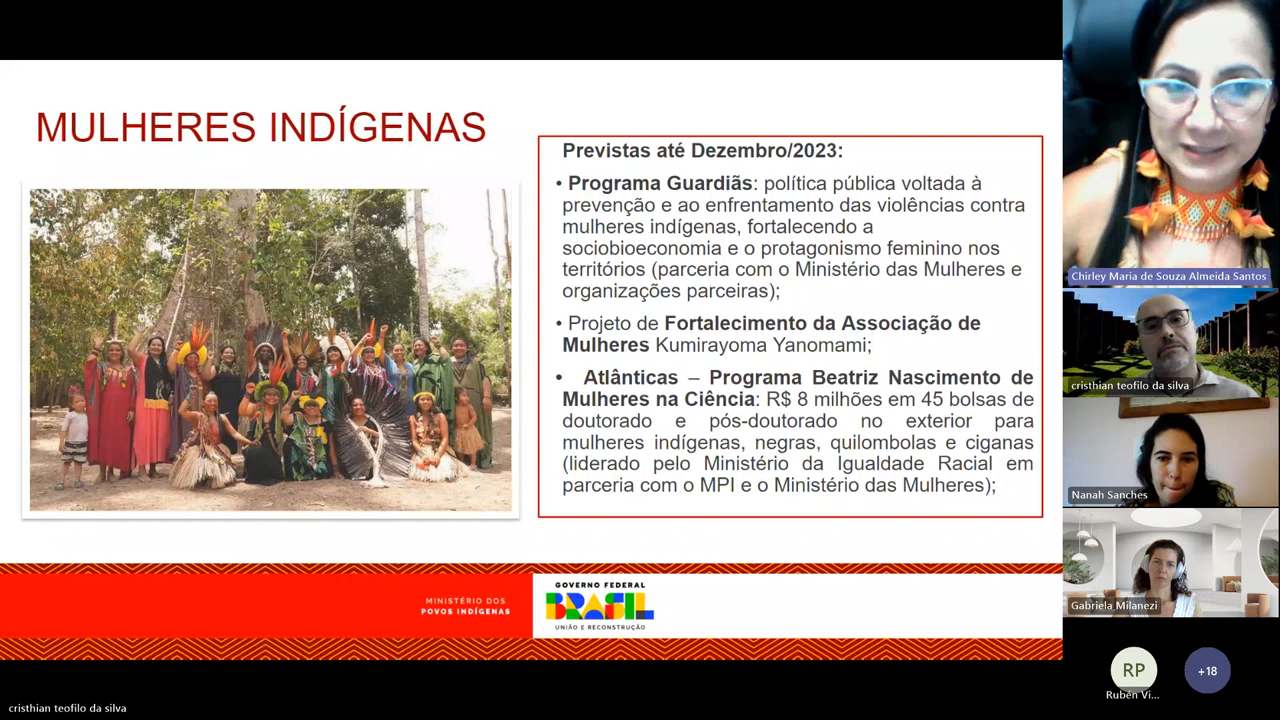 MULHERES INDÍGENAS
Previstas até Dezembro/2023:
• Programa Guardiãs: política pública voltada à
prevenção e ao enfrentamento das violências contra
mulheres indígenas, fortalecendo a
sociobioeconomia e o protagonismo feminino nos
territórios (parceria com o Ministério das Mulheres e
organizações parceiras);
• Projeto de Fortalecimento da Associação de
Mulheres Kumirayoma Yanomami;
• Atlânticas – Programa Beatriz Nascimento de
Mulheres na Ciência: R$ 8 milhões em 45 bolsas de
doutorado e pós-doutorado no exterior para
mulheres indígenas, negras, quilombolas e ciganas
(liderado pelo Ministério da Igualdade Racial em
parceria com o MPI e o Ministério das Mulheres);
MINISTÉRIO DOS
POVOS INDÍGENAS
GOVERNO FEDERAL
BRASIL
UNIÃO E RECONSTRUÇÃO
Chirley Maria de Souza Almeida Santos
cristhian teofilo da silva
Nanah Sanches
Gabriela Milanezi
RP
Rubén Vi...
+18
cristhian teofilo da silva